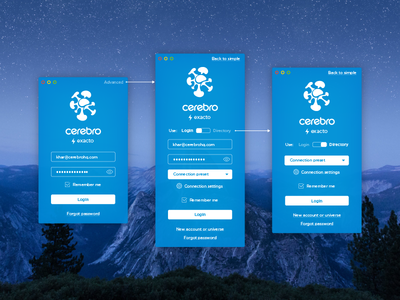 Advanced
cerebro
exacto
kher@cerebrohq.com
Remember me
Login
Forgot password
Back to simple
cerebro
exacto
Use: Login Directory
kher@cerebrohq.com
Connection preset
Connection settings
Remember me
Login
New account or universe
Forgot password
Back to simple
cerebro
exacto
Use: Login Directory
Connection preset
Connection settings
Remember me
Login
New account or universe
Forgot password